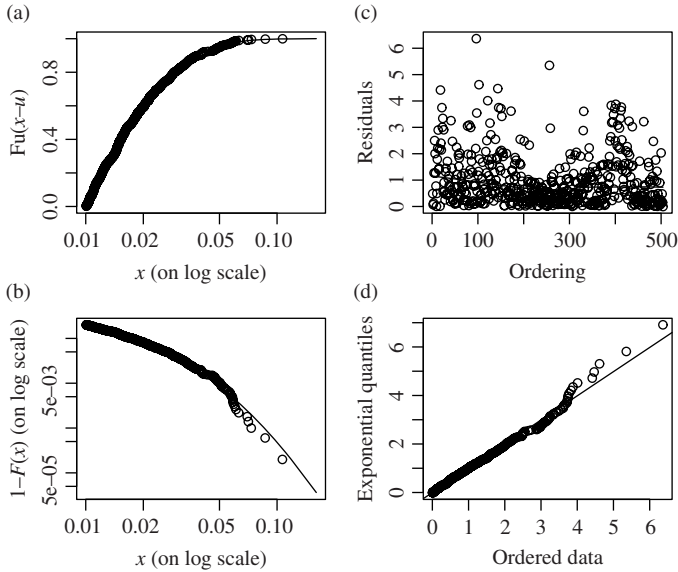 (a)
1.0
0.4
0.0
Fu(x–u)
0.01 0.02 0.05 0.10
x (on log scale)
(c)
6
5
4
3
2
1
0
Residuals
0 100 300 500
Ordering
(b)
5e–03
5e–05
1–F(x) (on log scale)
0.01 0.02 0.05 0.10
x (on log scale)
(d)
6
4
2
0
Exponential quantiles
0 1 2 3 4 5 6
Ordered data